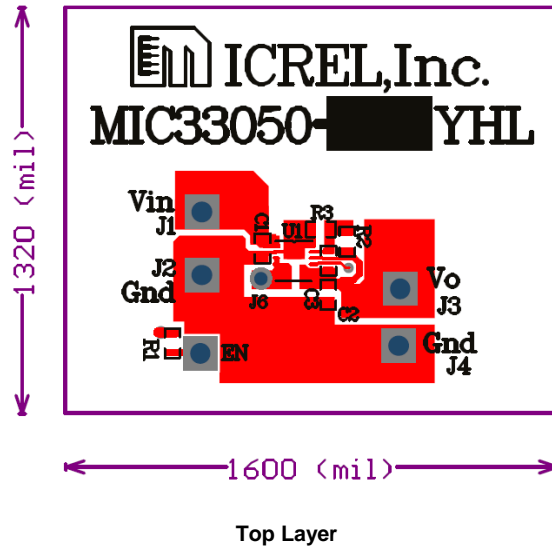 ICREL,Inc.
MIC33050-YHL
Vin
J1
C1
U1
R3
R2
J2
Gnd
J6
C3
C2
Vo
J3
R1
EN
Gnd
J4
1320 (mil)
1600 (mil)
Top Layer